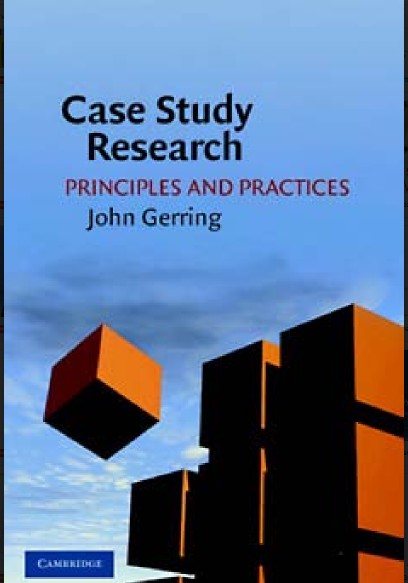 Case Study
Research
PRINCIPLES AND PRACTICES
John Gerring
CAMBRIDGE